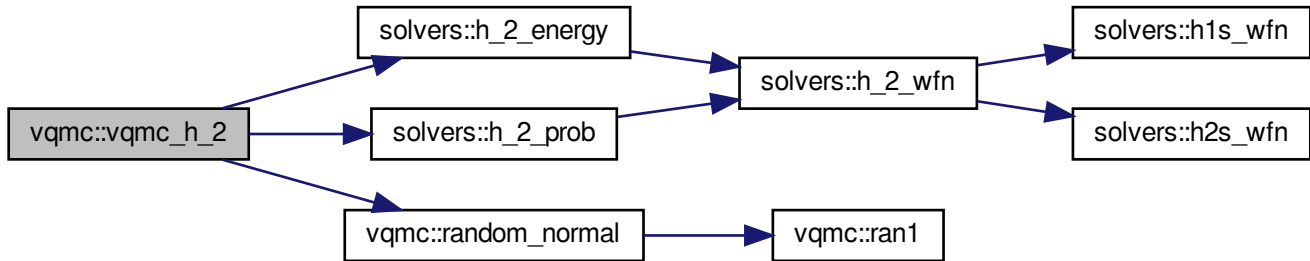 vqmc::vqmc_h_2
solvers::h_2_energy
solvers::h_2_prob
vqmc::random_normal
solvers::h_2_wfn
vqmc::ran1
solvers::h1s_wfn
solvers::h2s_wfn